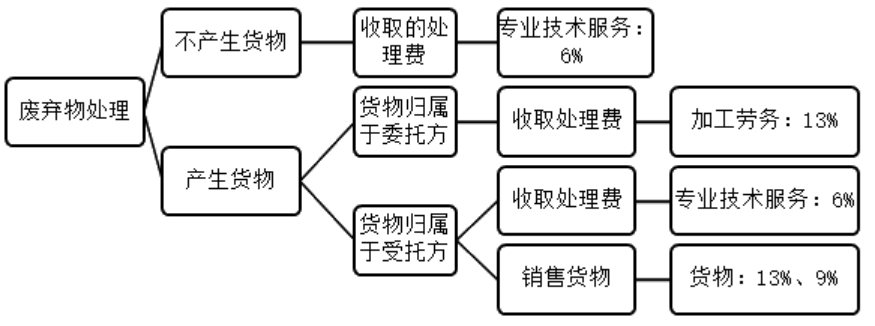 废弃物处理
不产生货物
收取的处
理费
专业技术服务：
6%
产生货物
货物归属
于委托方
收取处理费
加工劳务：13%
货物归属
于受托方
收取处理费
专业技术服务：6%
销售货物
货物：13%、9%